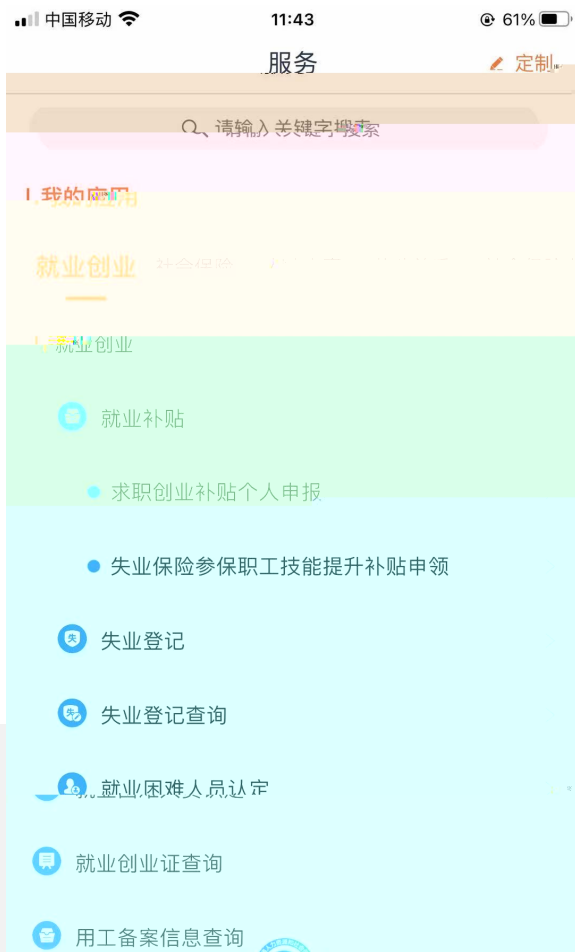 中国移动 11:43 61%
服务 定制
请输入关键字搜索
我的应用
就业创业
就业创业
就业补贴
求职创业补贴个人申报
失业保险参保职工技能提升补贴申领
失业登记
失业登记查询
就业困难人员认定
就业创业证查询
用工备案信息查询